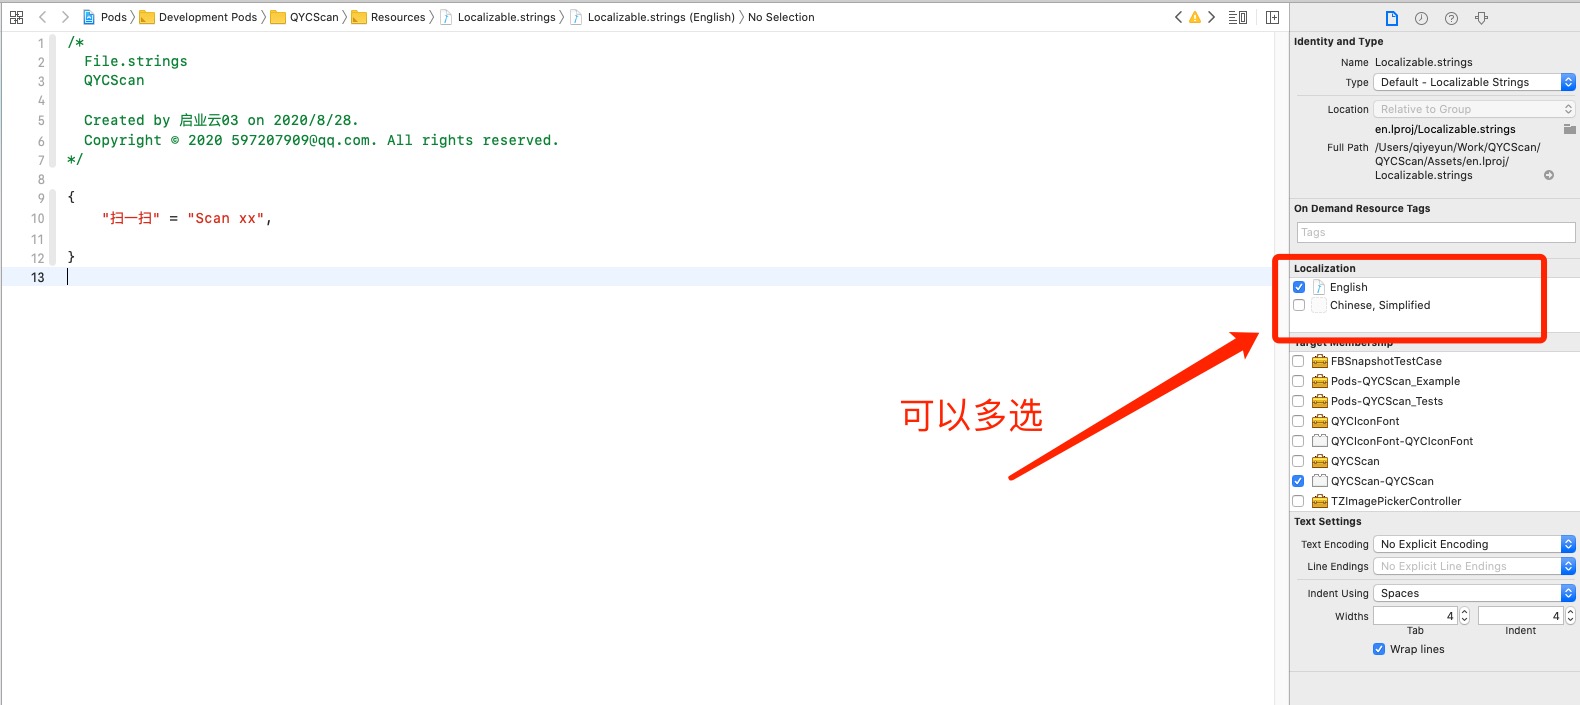 Pods Development Pods QYCScan Resources Localizable.strings Localizable.strings (English) No Selection
1 /*
2 File.strings
3 QYCScan
4
5 Created by 启业云03 on 2020/8/28.
6 Copyright © 2020 597207909@qq.com. All rights reserved.
7 */
8
9 {
10 "扫一扫" = "Scan xx",
11
12 }
13
可以多选
Identity and Type
Name Localizable.strings
Type Default - Localizable Strings
Location Relative to Group
en.lproj/Localizable.strings
Full Path /Users/qiyeyun/Work/QYCScan/
QYCScan/Assets/en.lproj/
Localizable.strings
On Demand Resource Tags
Tags
Localization
English
Chinese, Simplified
Target Membership
FBSnapshotTestCase
Pods-QYCScan_Example
Pods-QYCScan_Tests
QYCIconFont
QYCIconFont-QYCIconFont
QYCScan
QYCScan-QYCScan
TZImagePickerController
Text Settings
Text Encoding No Explicit Encoding
Line Endings No Explicit Line Endings
Indent Using Spaces
Widths 4 4
Tab Indent
Wrap lines